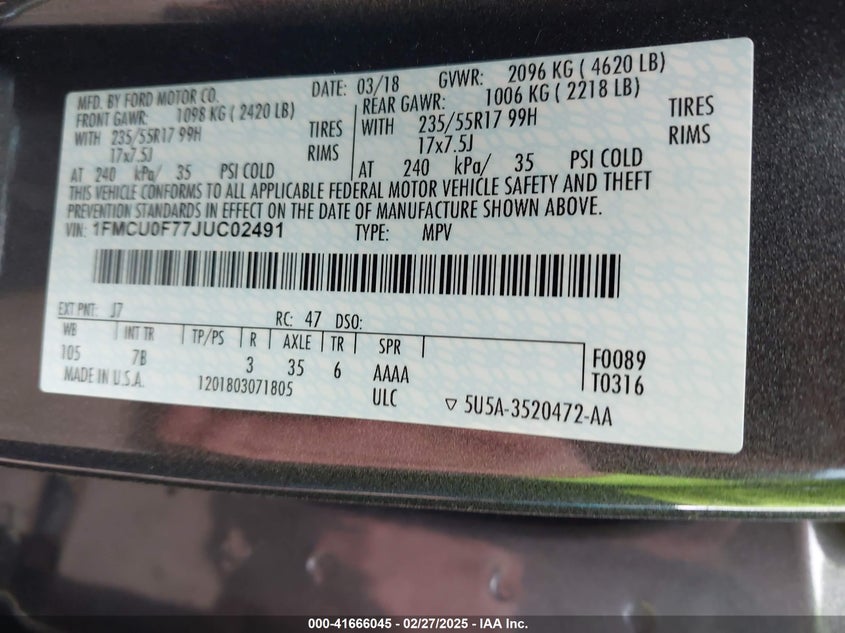 MFD. BY FORD MOTOR CO. DATE: 03/18 GVWR: 2096 KG ( 4620 LB)
FRONT GAWR: 1098 KG ( 2420 LB) REAR GAWR: 1006 KG ( 2218 LB)
WITH 235/55R17 99H TIRES WITH 235/55R17 99H TIRES
17x7.5J RIMS 17x7.5J RIMS
AT 240 kPa/ 35 PSI COLD AT 240 kPa/ 35 PSI COLD
THIS VEHICLE CONFORMS TO ALL APPLICABLE FEDERAL MOTOR VEHICLE SAFETY AND THEFT
PREVENTION STANDARDS IN EFFECT ON THE DATE OF MANUFACTURE SHOWN ABOVE.
VIN: 1FMCU0F77JUC02491 TYPE: MPV
EXT PNT: J7 RC: 47 DSO:
WB INT TR TP/PS R AXLE TR SPR
105 7B 3 35 6 AAAA F0089
MADE IN U.S.A. 1201803071805 ULC T0316
▽ 5U5A-3520472-AA
000-41666045 - 02/27/2025 - IAA Inc.